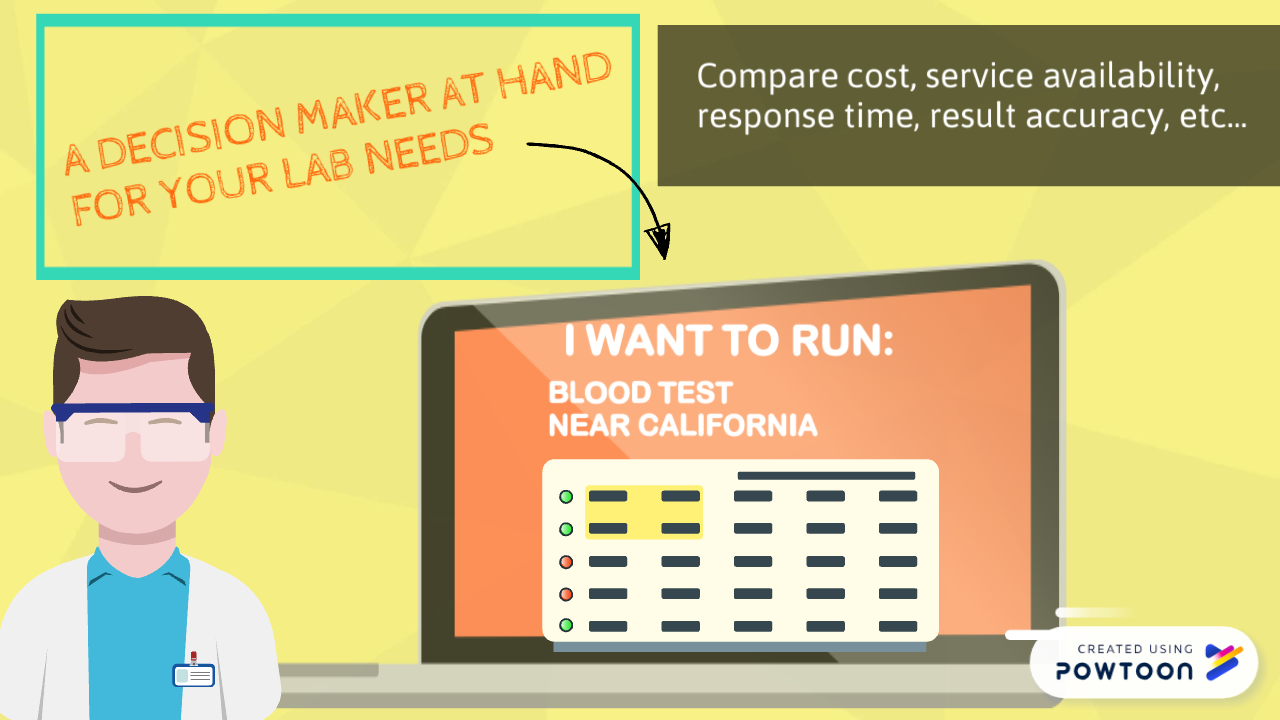 A DECISION MAKER AT HAND
FOR YOUR LAB NEEDS
Compare cost, service availability,
response time, result accuracy, etc...
I WANT TO RUN:
BLOOD TEST
NEAR CALIFORNIA
CREATED USING
POWTOON